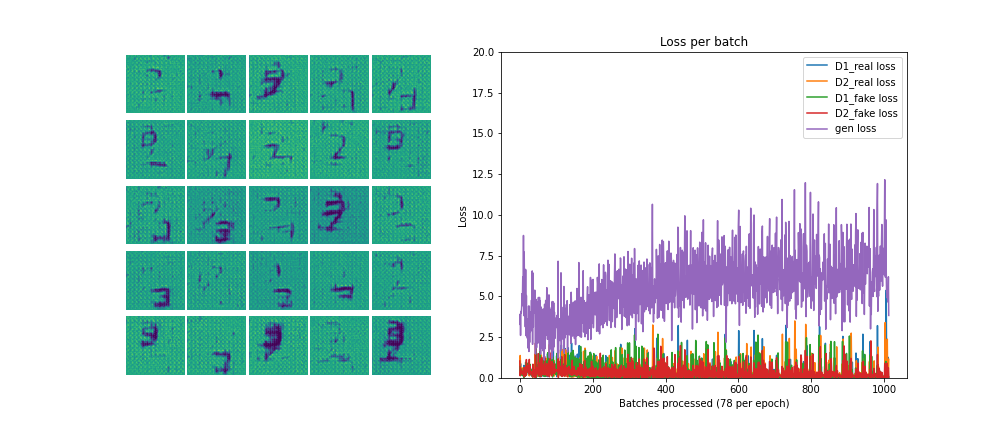 Loss per batch
20.0
17.5
15.0
12.5
10.0
7.5
5.0
2.5
0.0
Loss
D1_real loss
D2_real loss
D1_fake loss
D2_fake loss
gen loss
0 200 400 600 800 1000
Batches processed (78 per epoch)